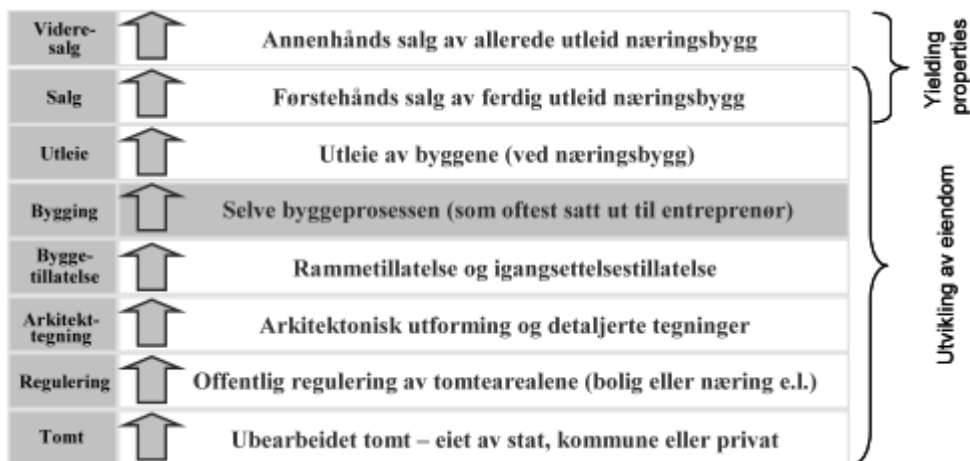 Videre-
salg
Annenhånds salg av allerede utleid næringsbygg
Salg
Førstehånds salg av ferdig utleid næringsbygg
Utleie
Utleie av byggene (ved næringsbygg)
Bygging
Selve byggeprosessen (som oftest satt ut til entreprenør)
Bygge-
tillatelse
Rammetillatelse og igangsettelsestillatelse
Arkitekt-
tegning
Arkitektonisk utforming og detaljerte tegninger
Regulering
Offentlig regulering av tomtearealene (bolig eller næring e.l.)
Tomt
Ubearbeidet tomt – eiet av stat, kommune eller privat
Yielding
properties
Utvikling av eiendom